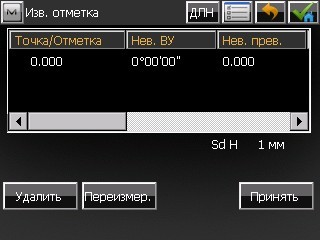 M Изв. отметка ДЛН
Точка/Отметка Нев. ВУ Нев. прев.
0.000 0°00'00" 0.000
Sd H 1 мм
Удалить Переизмер. Принять